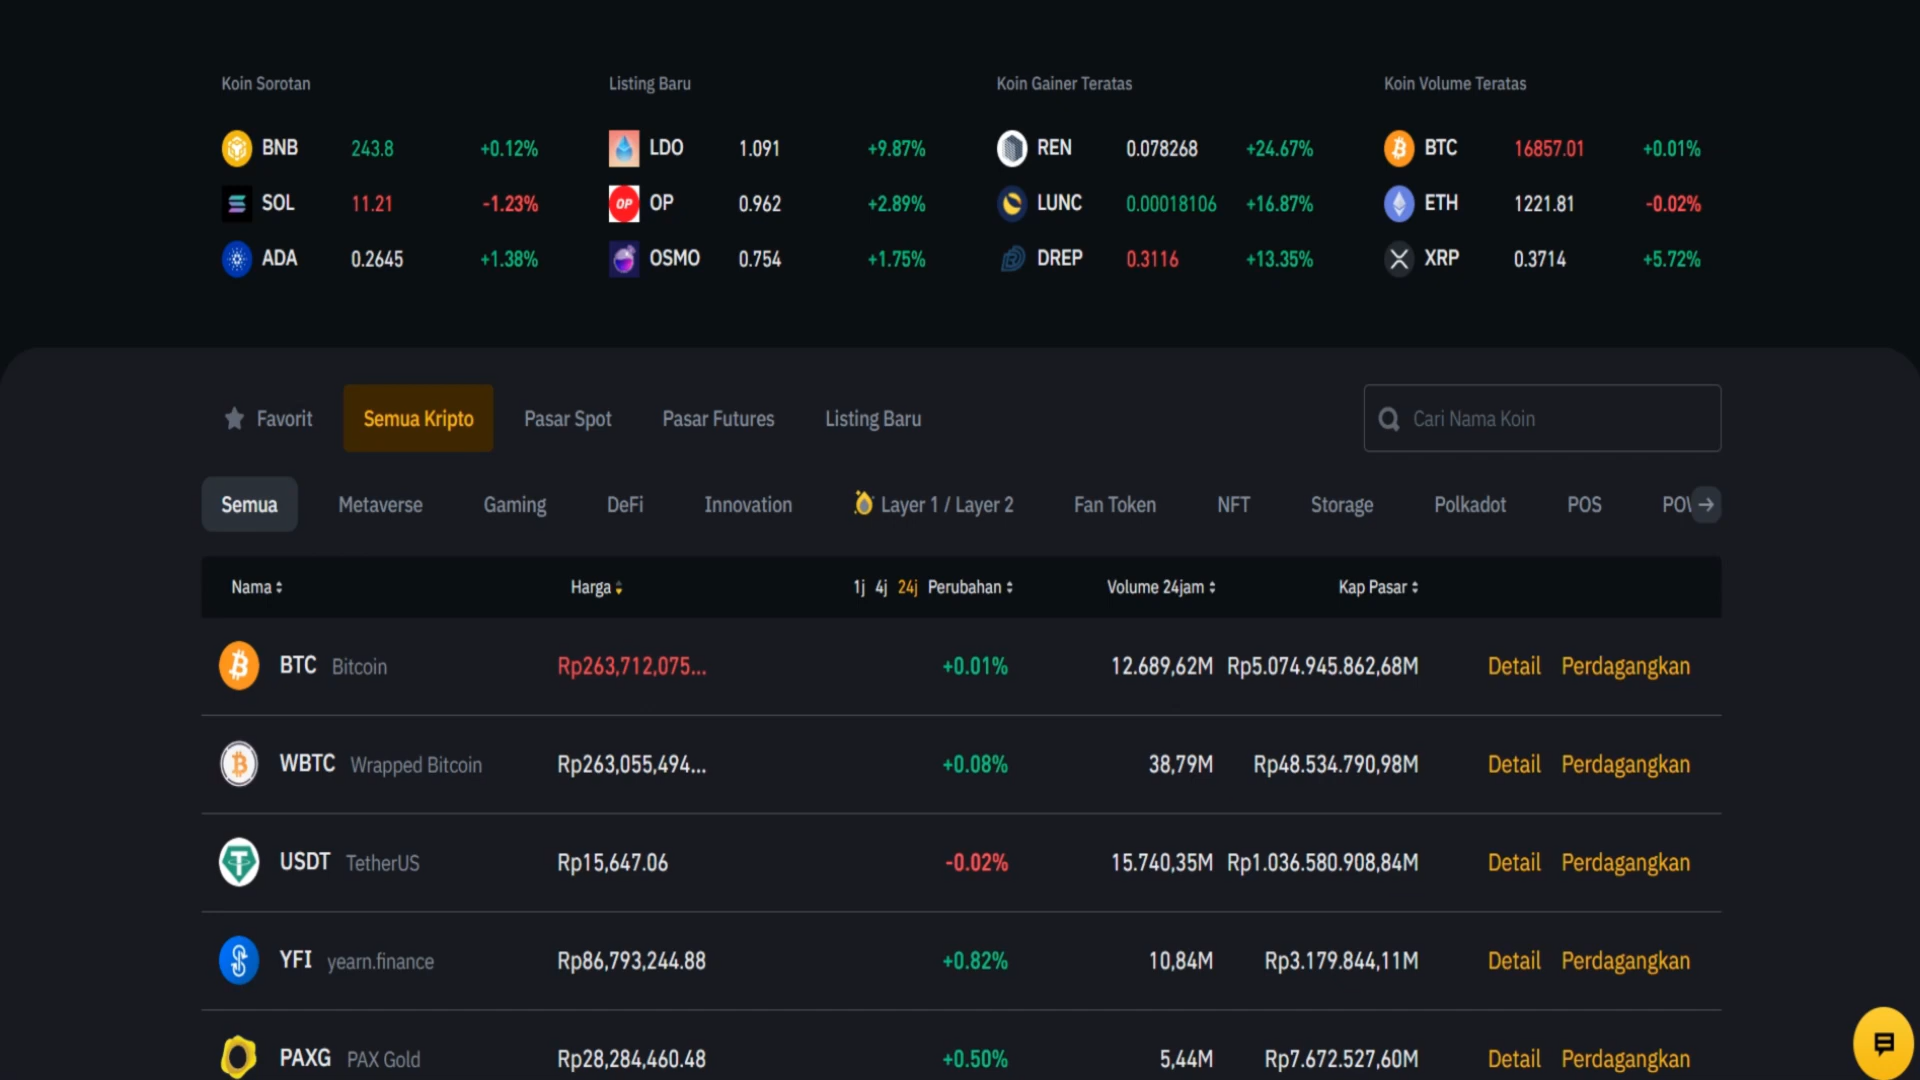 Koin Sorotan Listing Baru Koin Gainer Teratas Koin Volume Teratas
BNB 243.8 +0.12% LDO 1.091 +9.87% REN 0.078268 +24.67% BTC 16857.01 +0.01%
SOL 11.21 -1.23% OP OP 0.962 +2.89% LUNC 0.00018106 +16.87% ETH 1221.81 -0.02%
ADA 0.2645 +1.38% OSMO 0.754 +1.75% DREP 0.3116 +13.35% XRP 0.3714 +5.72%
Favorit Semua Kripto Pasar Spot Pasar Futures Listing Baru Cari Nama Koin
Semua Metaverse Gaming DeFi Innovation Layer 1 / Layer 2 Fan Token NFT Storage Polkadot POS
Nama Harga 1j 4j 24j Perubahan Volume 24jam Kap Pasar
BTC Bitcoin Rp263,712,075... +0.01% 12.689,62M Rp5.074.945.862,68M Detail Perdagangkan
WBTC Wrapped Bitcoin Rp263,055,494... +0.08% 38,79M Rp48.534.790,98M Detail Perdagangkan
USDT TetherUS Rp15,647.06 -0.02% 15.740,35M Rp1.036.580.908,84M Detail Perdagangkan
YFI yearn.finance Rp86,793,244.88 +0.82% 10,84M Rp3.179.844,11M Detail Perdagangkan
PAXG PAX Gold Rp28,284,460.48 +0.50% 5,44M Rp7.672.527,60M Detail Perdagangkan